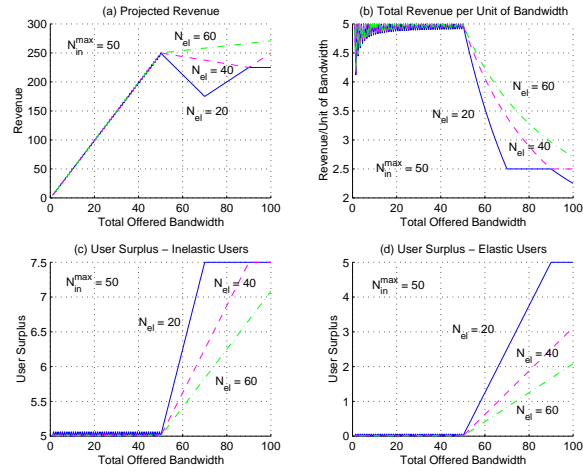 (a) Projected Revenue
300
250
200
150
100
50
0
0 20 40 60 80 100
Revenue
Total Offered Bandwidth
N_in^max = 50
N_el = 60
N_el = 40
N_el = 20
(b) Total Revenue per Unit of Bandwidth
5
4.5
4
3.5
3
2.5
2
0 20 40 60 80 100
Revenue/Unit of Bandwidth
Total Offered Bandwidth
N_el = 60
N_el = 20
N_el = 40
N_in^max = 50
(c) User Surplus – Inelastic Users
7.5
7
6.5
6
5.5
5
0 20 40 60 80 100
User Surplus
Total Offered Bandwidth
N_in^max = 50
N_el = 40
N_el = 20
N_el = 60
(d) User Surplus – Elastic Users
5
4
3
2
1
0
0 20 40 60 80 100
User Surplus
Total Offered Bandwidth
N_in^max = 50
N_el = 20
N_el = 40
N_el = 60